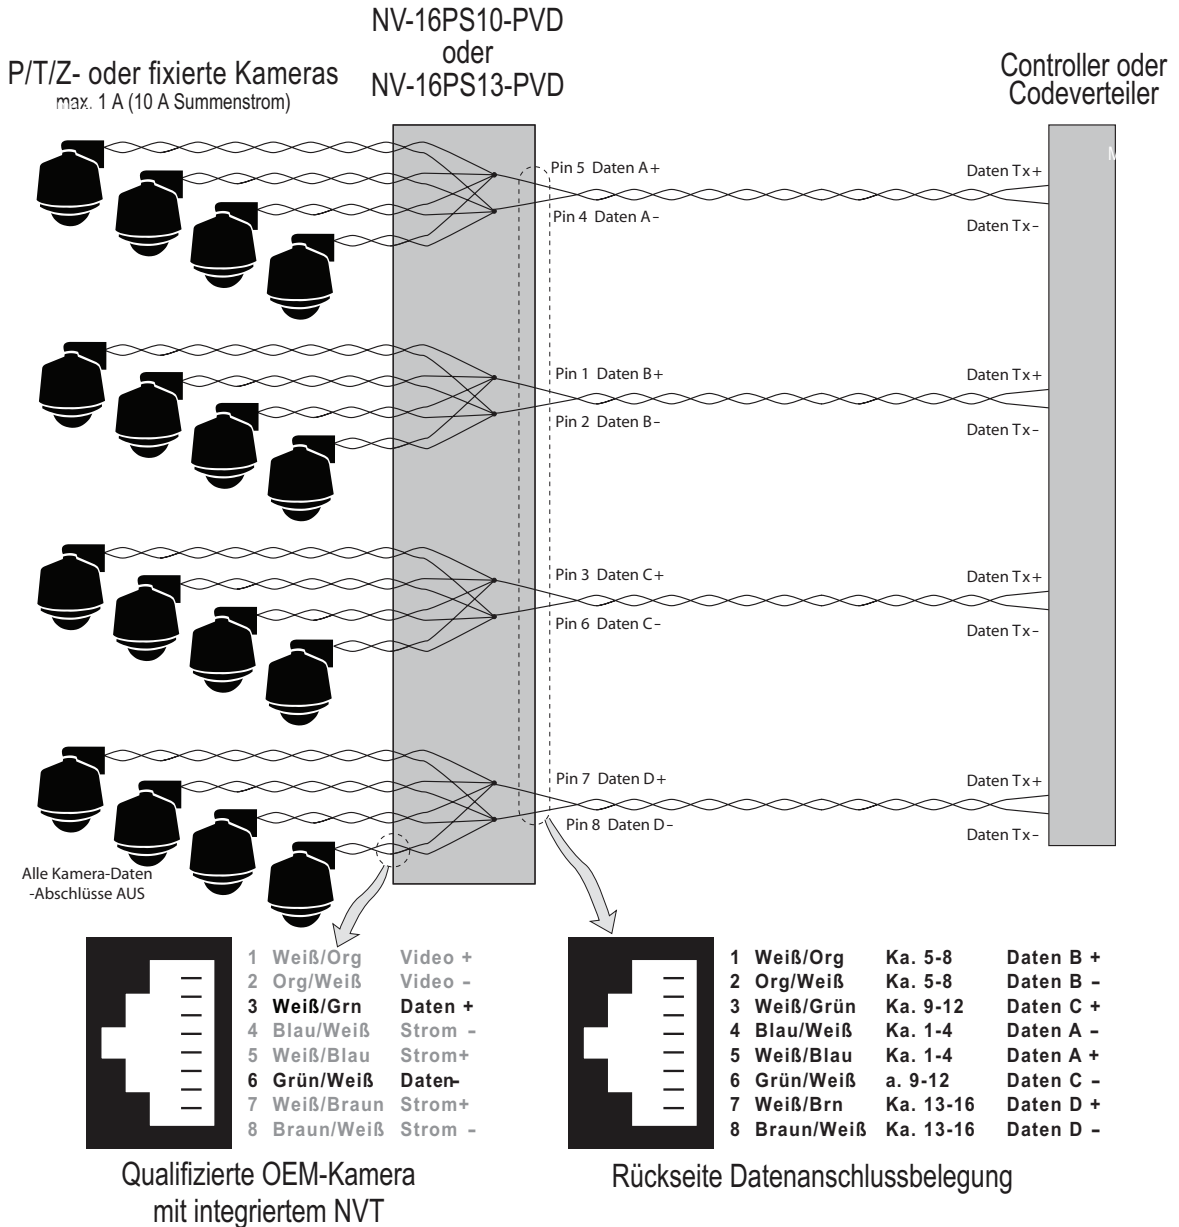 NV-16PS10-PVD
oder
NV-16PS13-PVD
P/T/Z- oder fixierte Kameras
max. 1 A (10 A Summenstrom)
Controller oder
Codeverteiler
M
Pin 5 Daten A+
Pin 4 Daten A-
Daten Tx+
Daten Tx-
Pin 1 Daten B+
Pin 2 Daten B-
Daten Tx+
Daten Tx-
Pin 3 Daten C+
Pin 6 Daten C-
Daten Tx+
Daten Tx-
Pin 7 Daten D+
Pin 8 Daten D-
Daten Tx+
Daten Tx-
Alle Kamera-Daten
-Abschlüsse AUS
1 Weiß/Org Video +
2 Org/Weiß Video -
3 Weiß/Grn Daten +
4 Blau/Weiß Strom -
5 Weiß/Blau Strom+
6 Grün/Weiß Daten-
7 Weiß/Braun Strom+
8 Braun/Weiß Strom -
Qualifizierte OEM-Kamera
mit integriertem NVT
1 Weiß/Org Ka. 5-8 Daten B +
2 Org/Weiß Ka. 5-8 Daten B -
3 Weiß/Grün Ka. 9-12 Daten C +
4 Blau/Weiß Ka. 1-4 Daten A -
5 Weiß/Blau Ka. 1-4 Daten A +
6 Grün/Weiß a. 9-12 Daten C -
7 Weiß/Brn Ka. 13-16 Daten D +
8 Braun/Weiß Ka. 13-16 Daten D -
Rückseite Datenanschlussbelegung